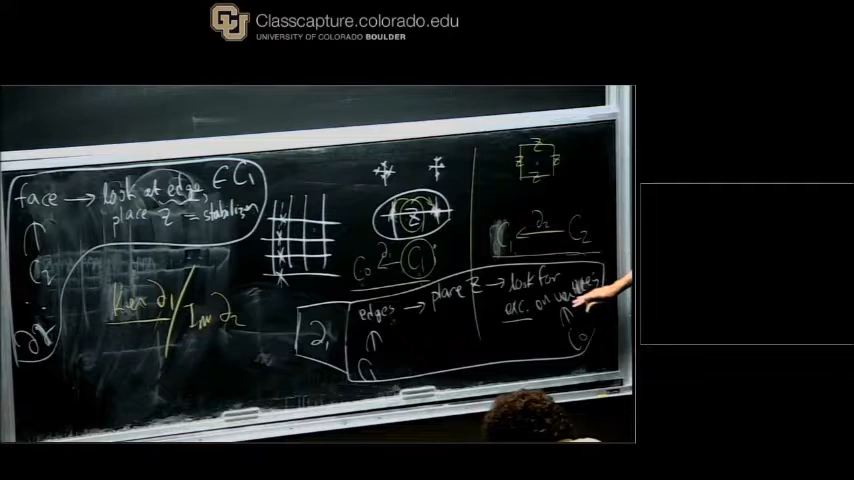 Classcapture.colorado.edu
UNIVERSITY OF COLORADO BOULDER
face → look at edge, ∈ C₁
place Z = stabilizer
↑
C₂
∂₂
Ker ∂₁ / Im ∂₂
Z
C₀ ←∂₁ C₁
Z
Z Z
Z
C₁ ←∂₂ C₂
∂₁
edges → place Z → look for
exc. on vertices
↑ ↑
C₁ C₀